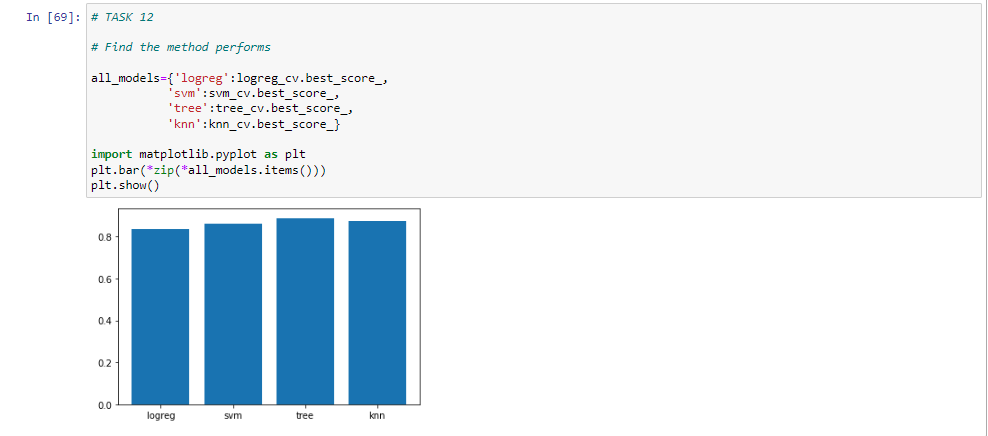 In [69]: # TASK 12
# Find the method performs
all_models={'logreg':logreg_cv.best_score_,
'svm':svm_cv.best_score_,
'tree':tree_cv.best_score_,
'knn':knn_cv.best_score_}
import matplotlib.pyplot as plt
plt.bar(*zip(*all_models.items()))
plt.show()
0.8
0.6
0.4
0.2
0.0
logreg svm tree knn